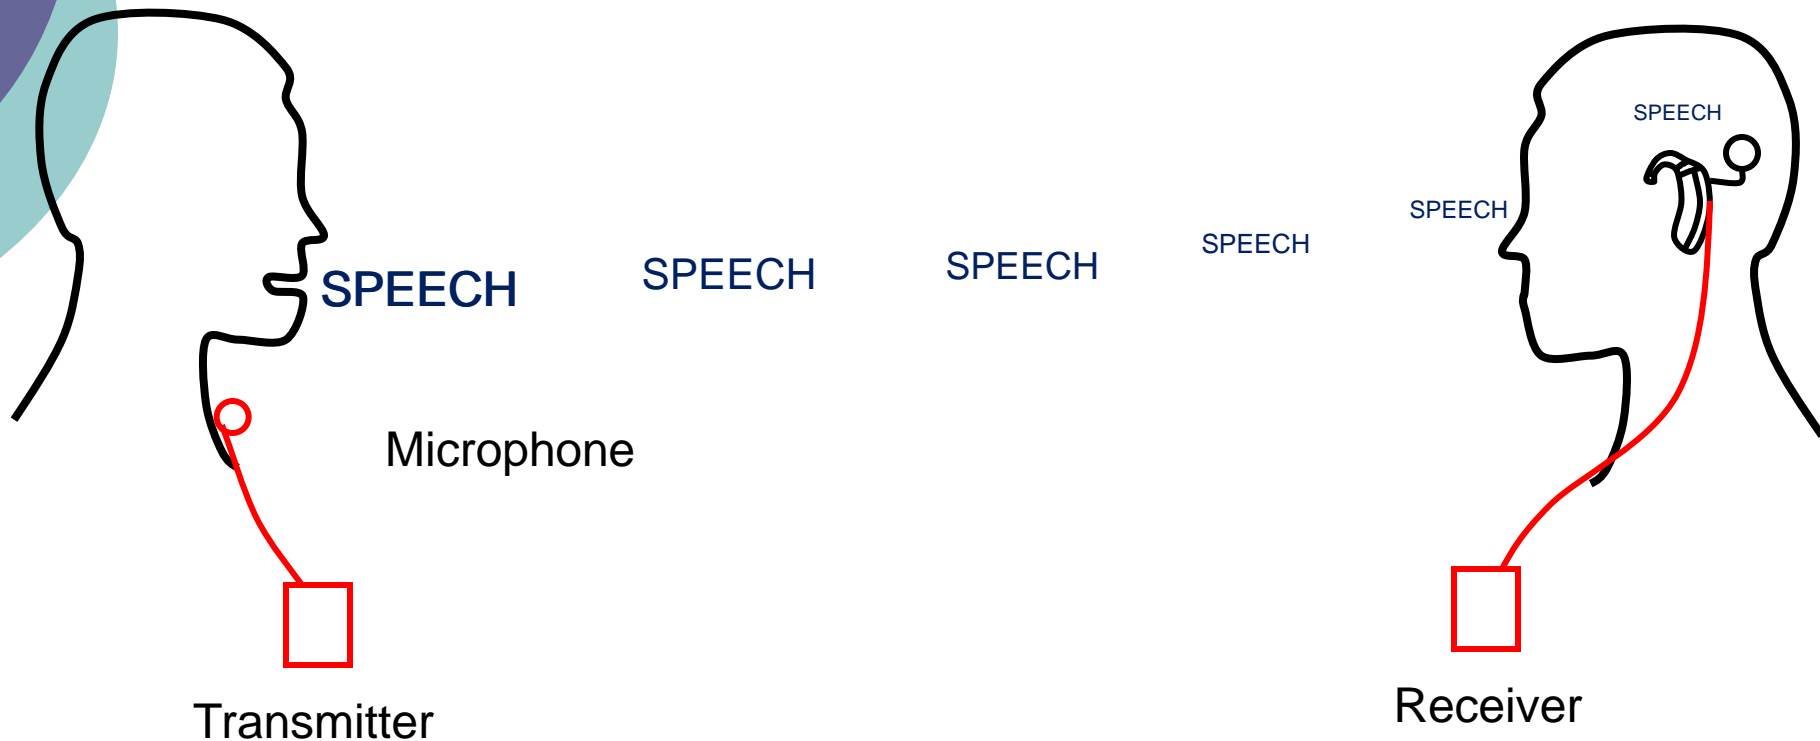 SPEECH
SPEECH
SPEECH
SPEECH
SPEECH
SPEECH
Microphone
Transmitter
Receiver